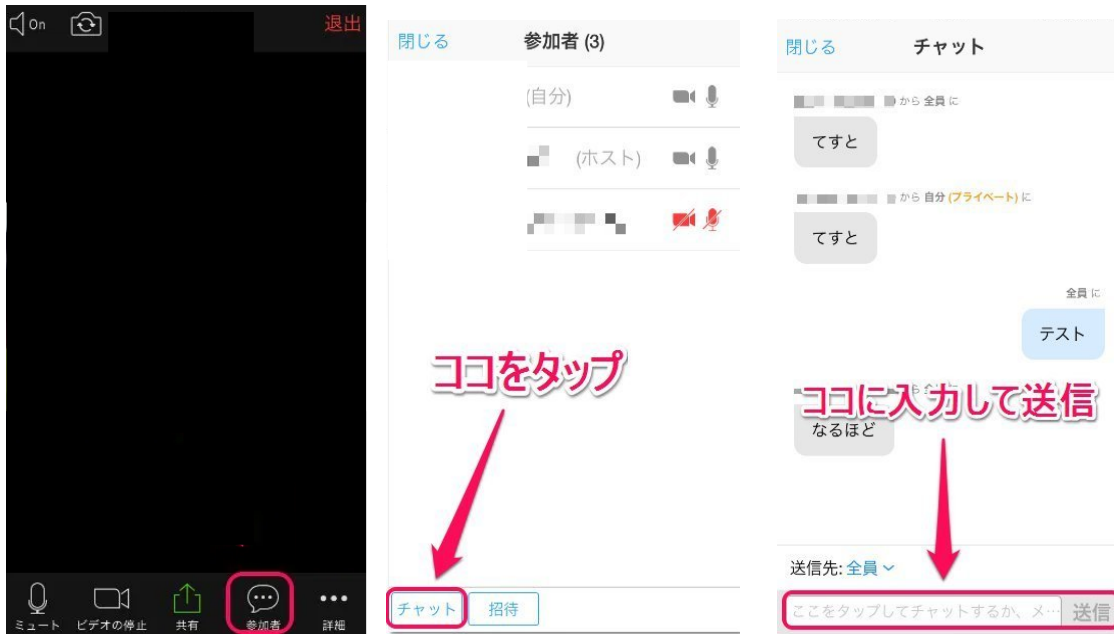 On
退出
ミュート
ビデオの停止
共有
参加者
詳細
閉じる
参加者 (3)
(自分)
(ホスト)
ココをタップ
チャット
招待
閉じる
チャット
から 全員 に
てすと
から 自分 (プライベート) に
てすと
全員 に
テスト
ココに入力して送信
なるほど
送信先: 全員
ここをタップしてチャットするか、メ…
送信